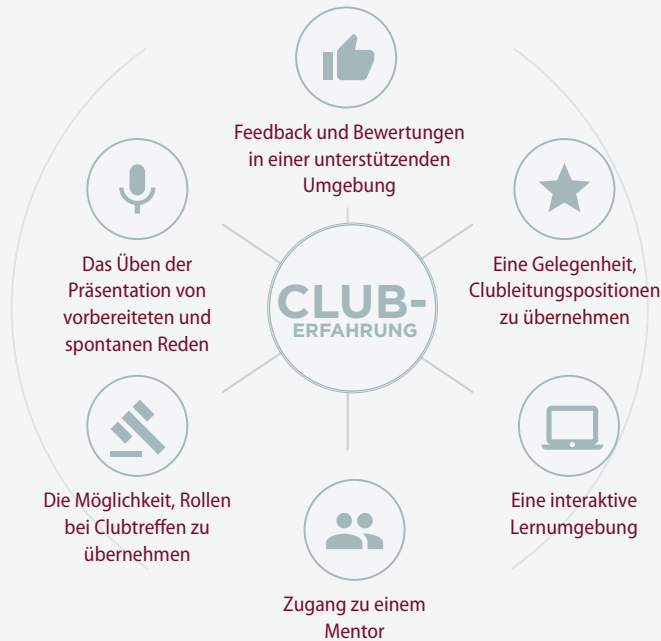 Feedback und Bewertungen
in einer unterstützenden
Umgebung
Das Üben der
Präsentation von
vorbereiteten und
spontanen Reden
Eine Gelegenheit,
Clubleitungspositionen
zu übernehmen
CLUB-
ERFAHRUNG
Die Möglichkeit, Rollen
bei Clubtreffen zu
übernehmen
Eine interaktive
Lernumgebung
Zugang zu einem
Mentor